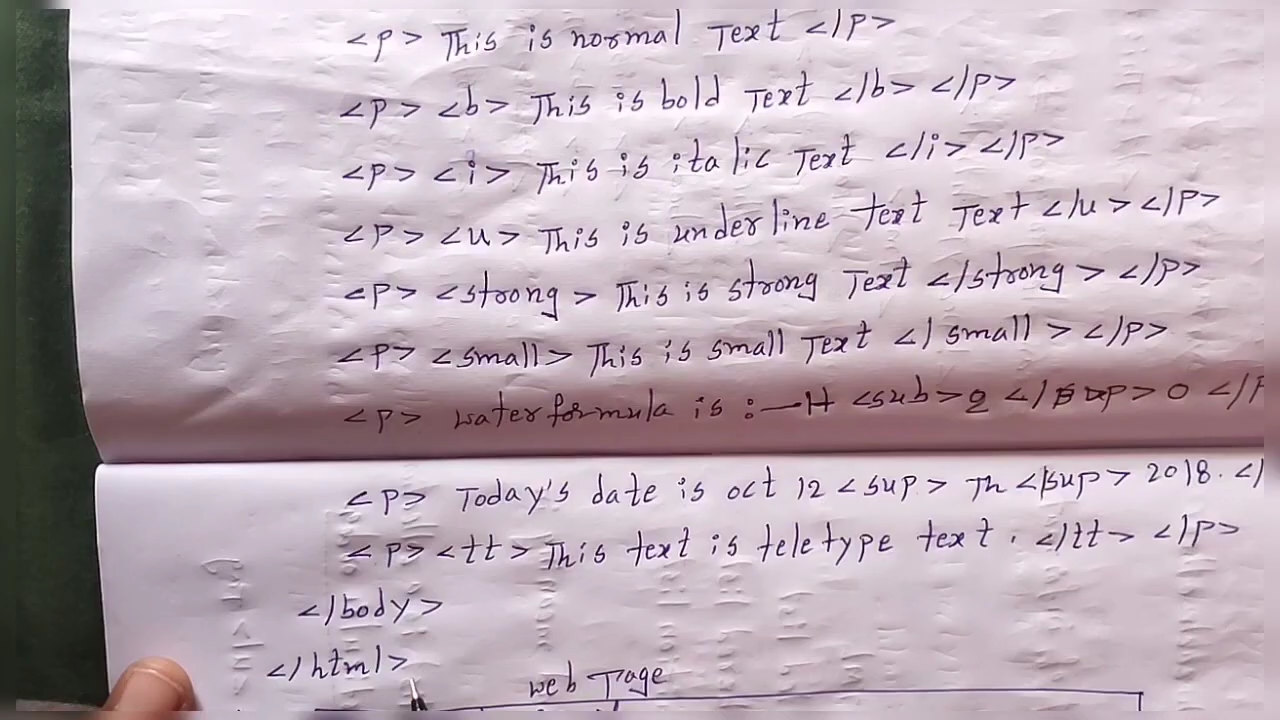 <p> This is normal Text </p>
<p> <b> This is bold Text </b> </p>
<p> <i> This is italic Text </i> </p>
<p> <u> This is underline text Text </u> </p>
<p> <strong> This is strong Text </strong> </p>
<p> <small> This is small Text </small> </p>
<p> water formula is :—H <sub> 2 </ > O </P
<p> Today's date is oct 12 <sup> Th </sup> 2018. </
<p> <tt> This text is teletype text. </tt> </p>
</body>
</html>
web Page